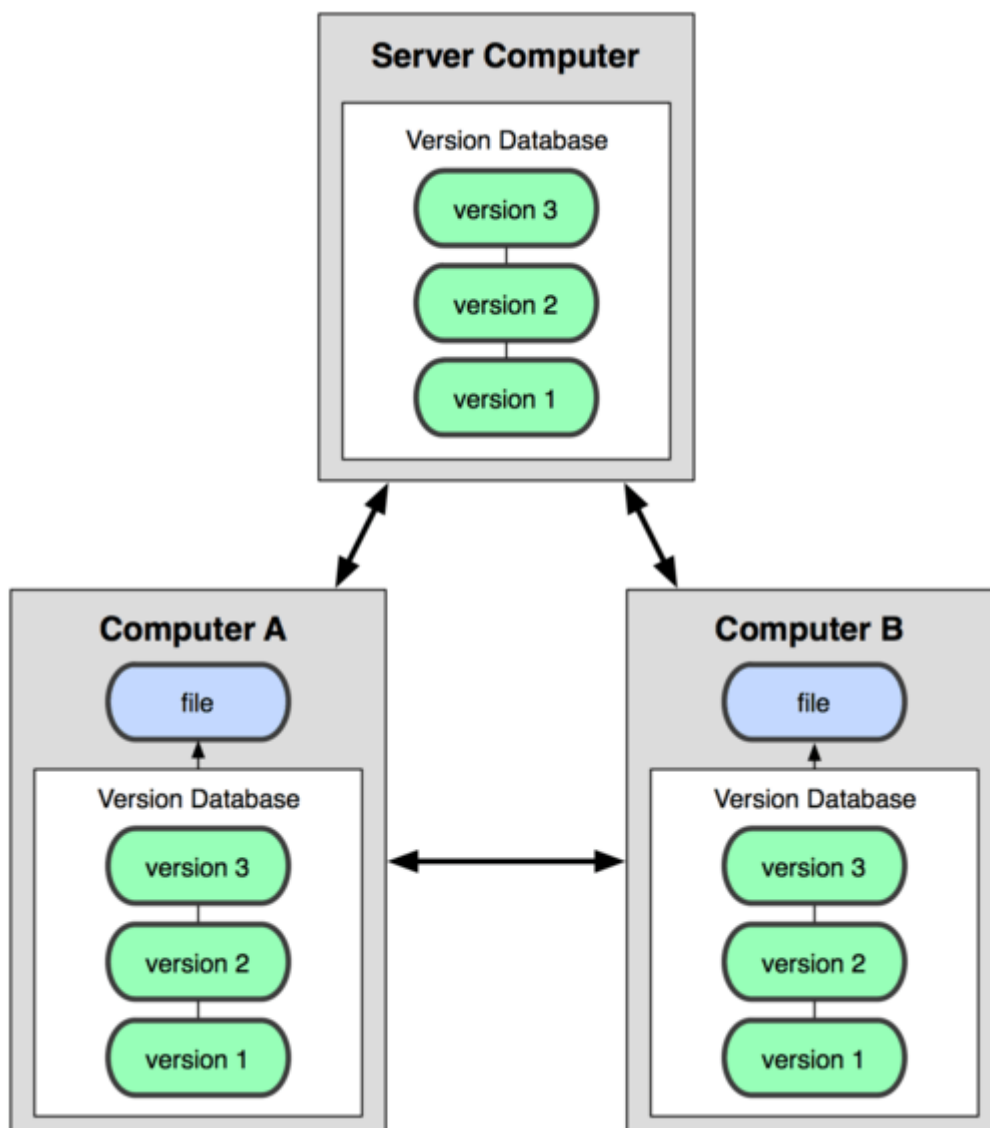 Server Computer
Version Database
version 3
version 2
version 1
Computer A
file
Version Database
version 3
version 2
version 1
Computer B
file
Version Database
version 3
version 2
version 1